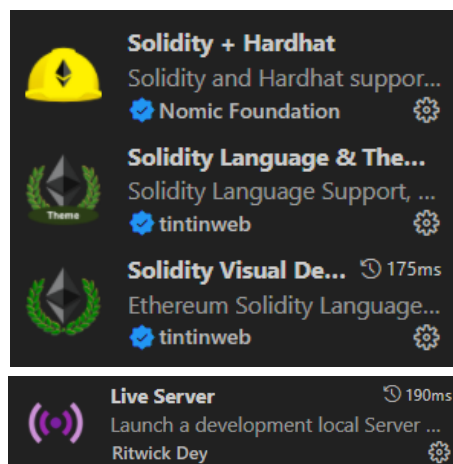 Solidity + Hardhat
Solidity and Hardhat suppor...
Nomic Foundation
Solidity Language & The...
Solidity Language Support, ...
Theme
tintinweb
Solidity Visual De... 175ms
Ethereum Solidity Language...
tintinweb
Live Server 190ms
Launch a development local Server ...
Ritwick Dey